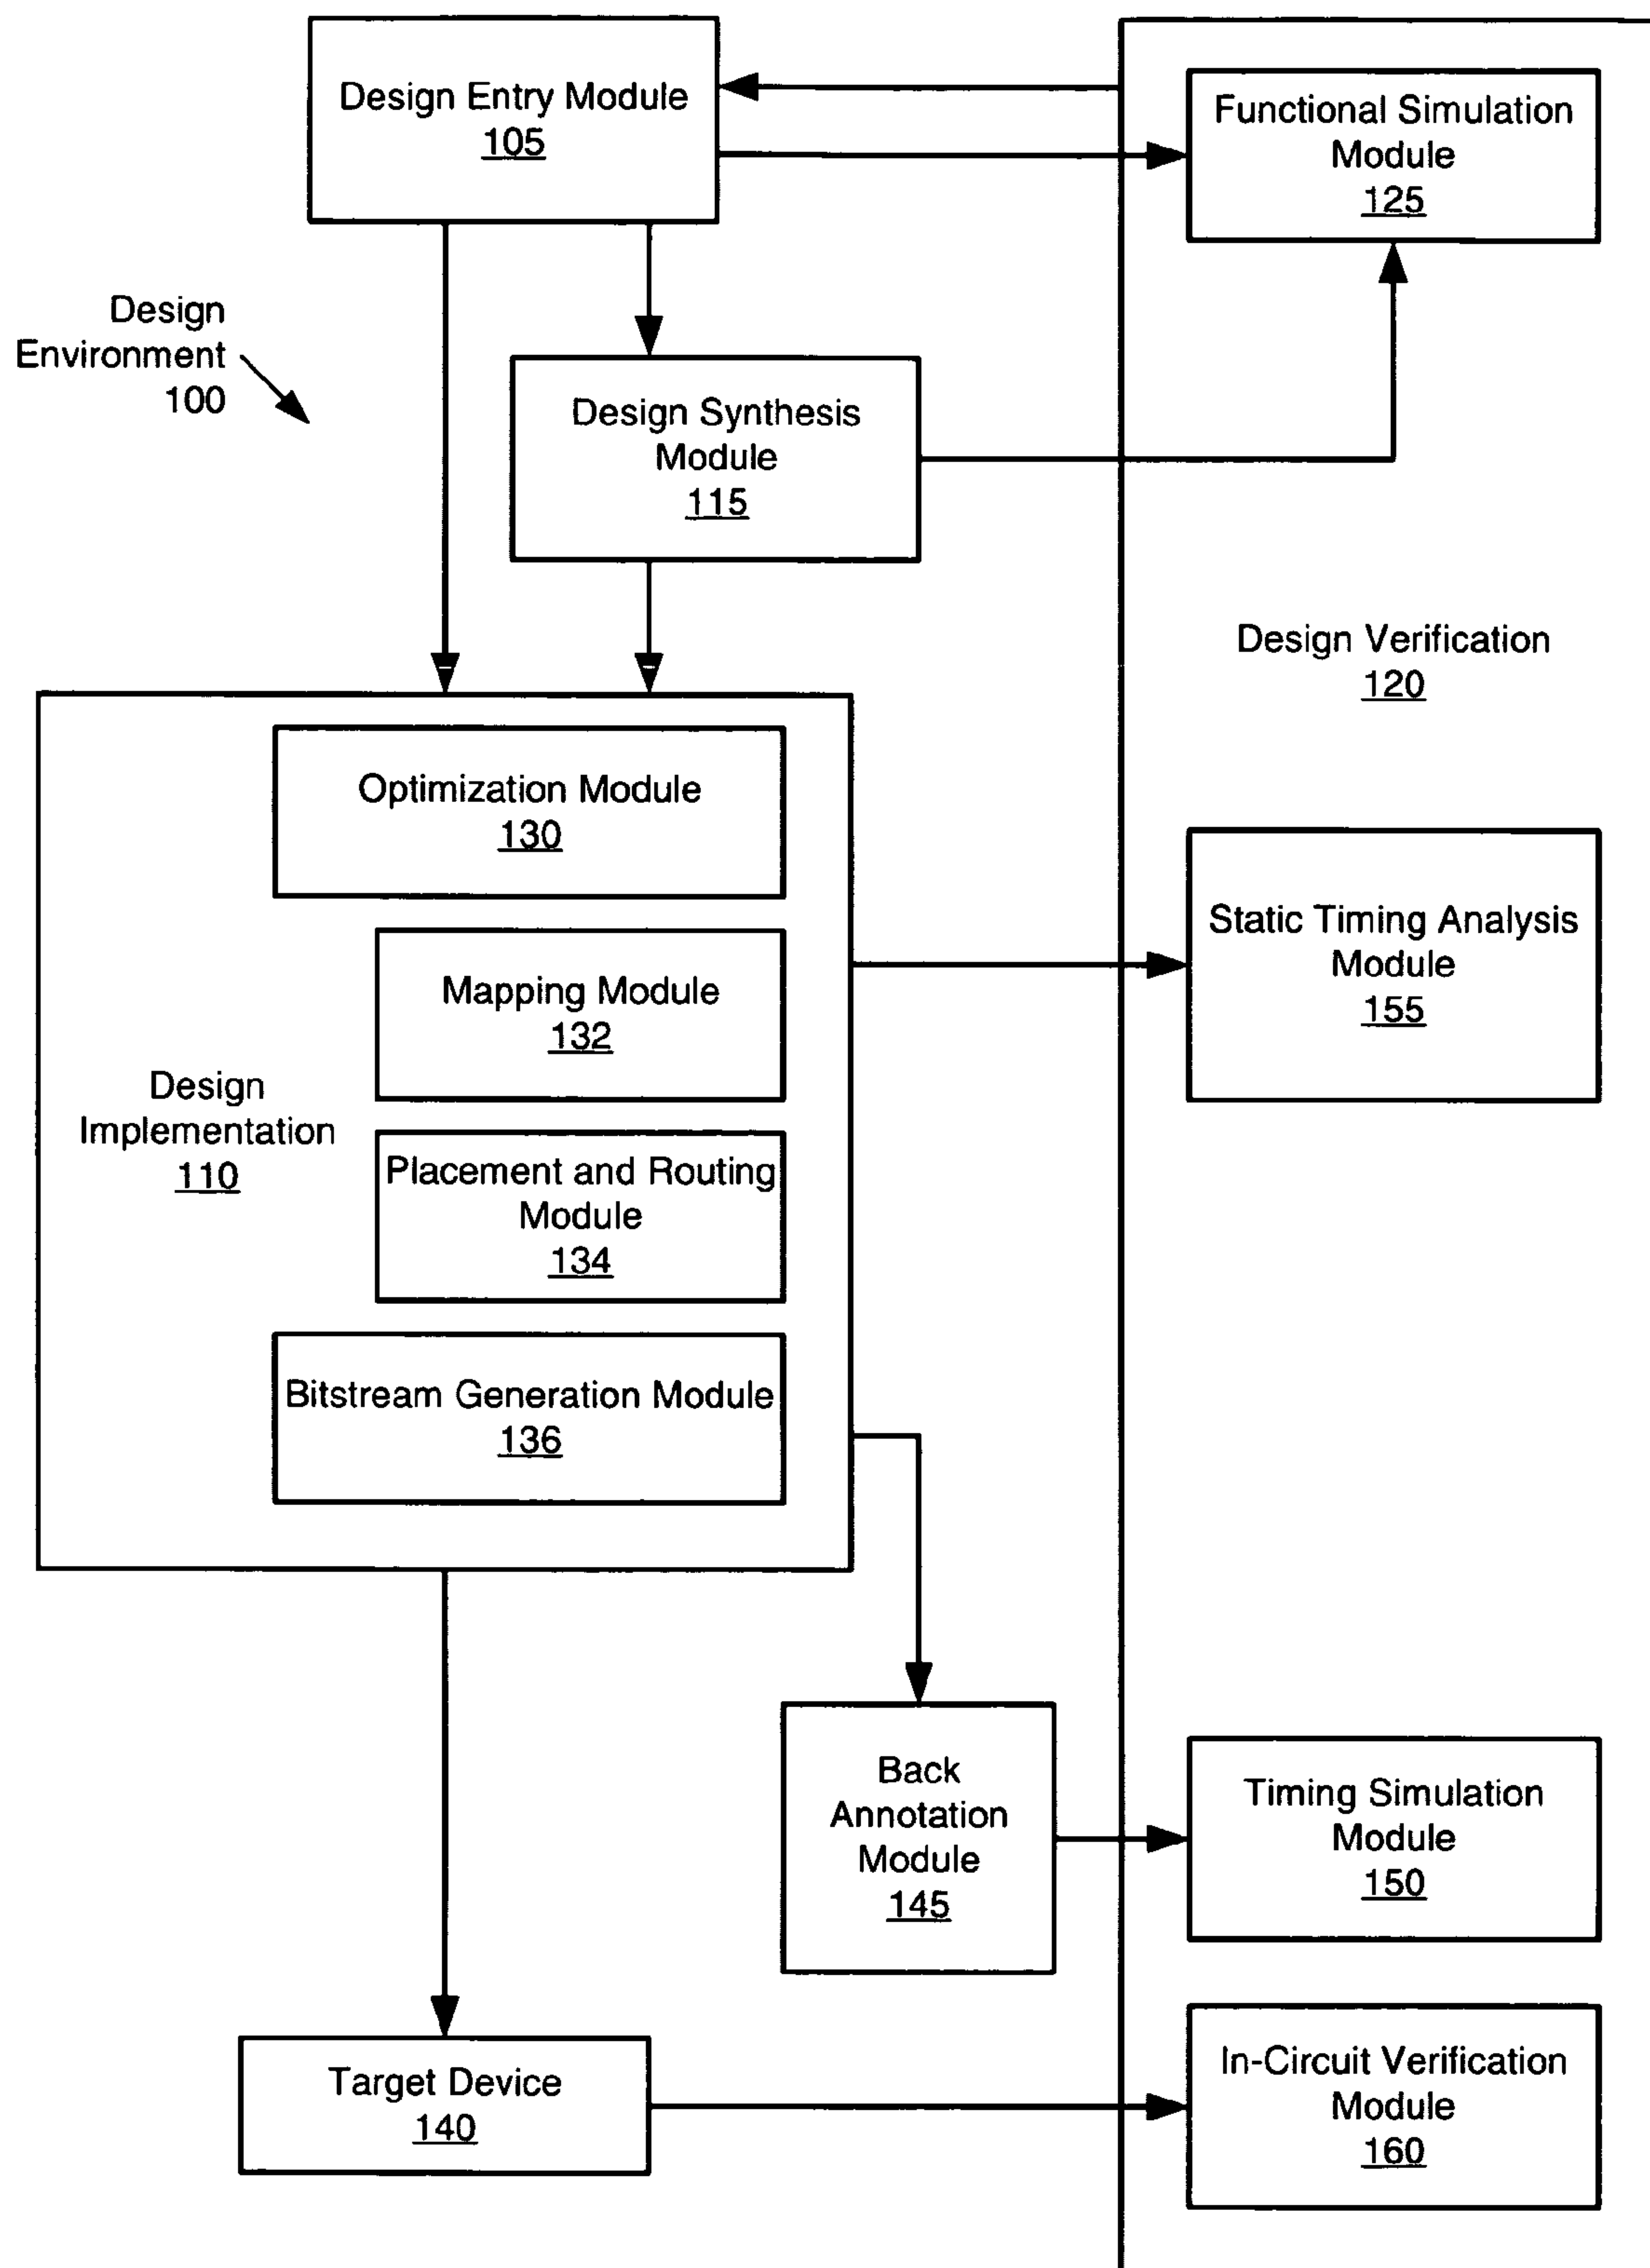 Design Entry Module
105
Functional Simulation
Module
125
Design
Environment
100
Design Synthesis
Module
115
Design Verification
120
Optimization Module
130
Mapping Module
132
Static Timing Analysis
Module
155
Design
Implementation
110
Placement and Routing
Module
134
Bitstream Generation Module
136
Back
Annotation
Module
145
Timing Simulation
Module
150
Target Device
140
In-Circuit Verification
Module
160